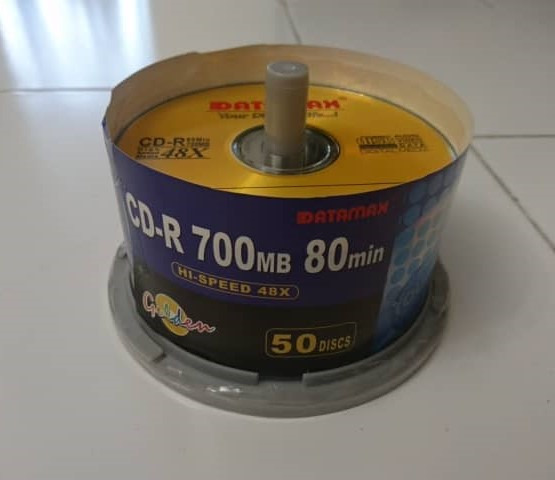 DATAMAX
CD-R
48X
DATAMAX
CD-R 700MB 80min
HI-SPEED 48X
Golden
50 DISCS